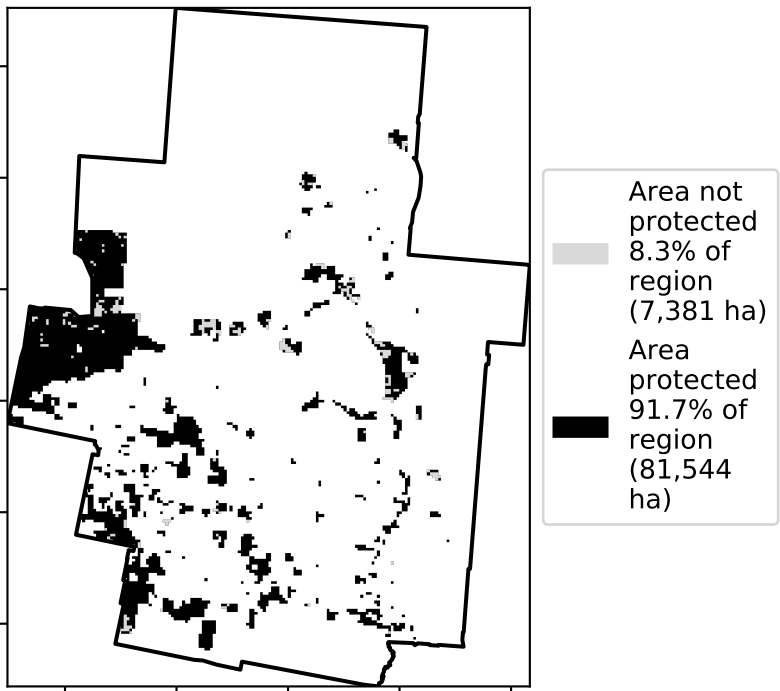 Area not
protected
8.3% of
region
(7,381 ha)
Area
protected
91.7% of
region
(81,544
ha)